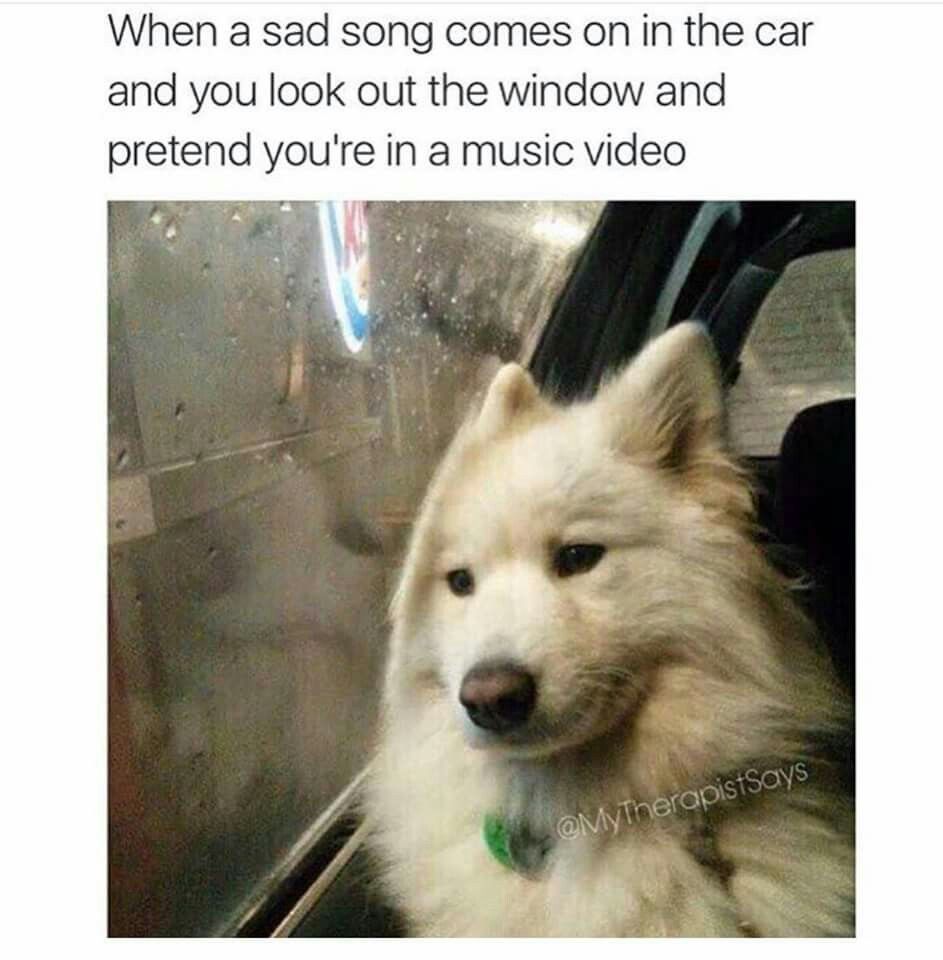 When a sad song comes on in the car
and you look out the window and
pretend you're in a music video
@MyTherapistSays